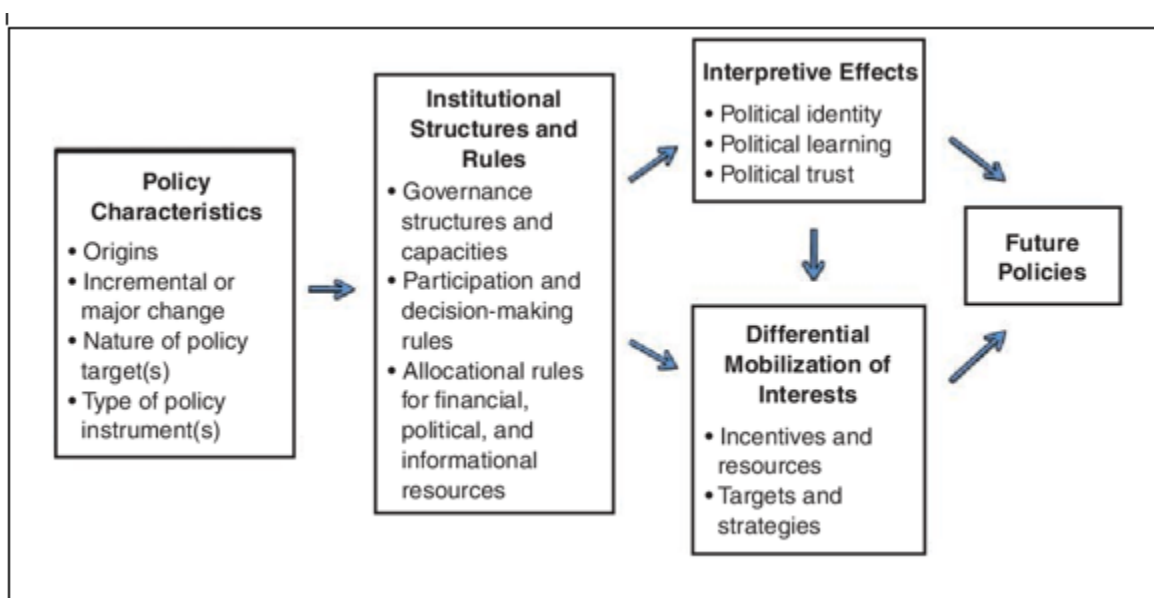 Policy
Characteristics
• Origins
• Incremental or
major change
• Nature of policy
target(s)
• Type of policy
instrument(s)
Institutional
Structures and
Rules
• Governance
structures and
capacities
• Participation and
decision-making
rules
• Allocational rules
for financial,
political, and
informational
resources
Interpretive Effects
• Political identity
• Political learning
• Political trust
Differential
Mobilization of
Interests
• Incentives and
resources
• Targets and
strategies
Future
Policies